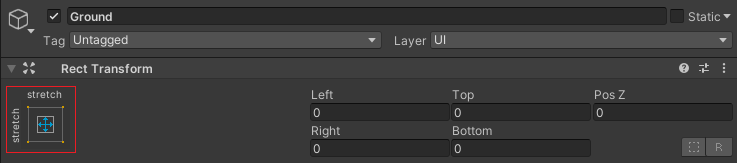 Ground Static
Tag Untagged Layer UI
Rect Transform
stretch Left Top Pos Z
stretch 0 0 0
Right Bottom
0 0 R